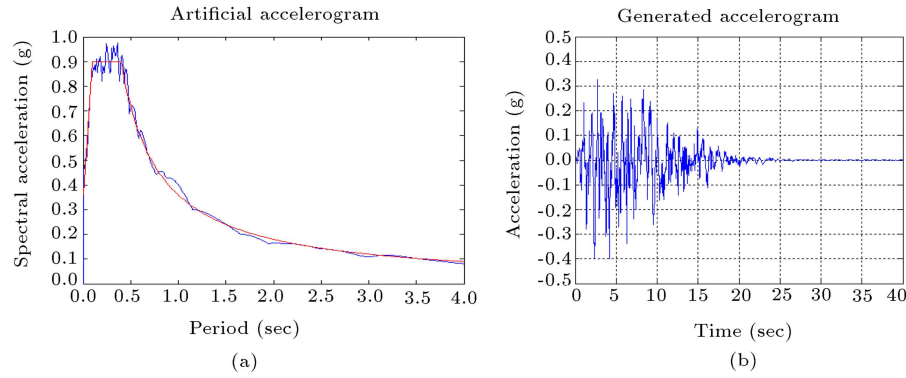 Artificial accelerogram
Spectral acceleration (g)
1.0
0.9
0.8
0.7
0.6
0.5
0.4
0.3
0.2
0.1
0.0
0.0 0.5 1.0 1.5 2.0 2.5 3.0 3.5 4.0
Period (sec)
(a)
Generated accelerogram
Acceleration (g)
0.5
0.4
0.3
0.2
0.1
0.0
-0.1
-0.2
-0.3
-0.4
-0.5
0 5 10 15 20 25 30 35 40
Time (sec)
(b)